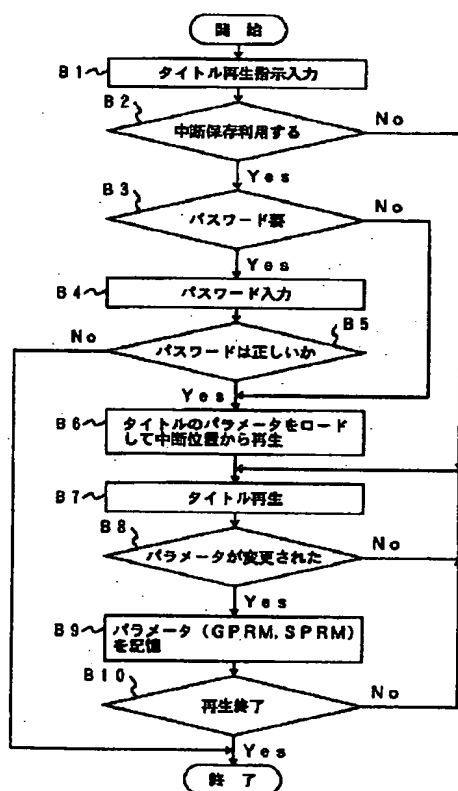 開始
B1 タイトル再生指示入力
B2
中断保存利用する
No
Yes
B3
パスワード要
No
Yes
B4 パスワード入力
B5
No
パスワードは正しいか
Yes
B6 タイトルのパラメータをロード
して中断位置から再生
B7 タイトル再生
B8
パラメータが変更された
No
Yes
B9 パラメータ(GPRM,SPRM)
を記憶
B10
再生終了
No
Yes
終了